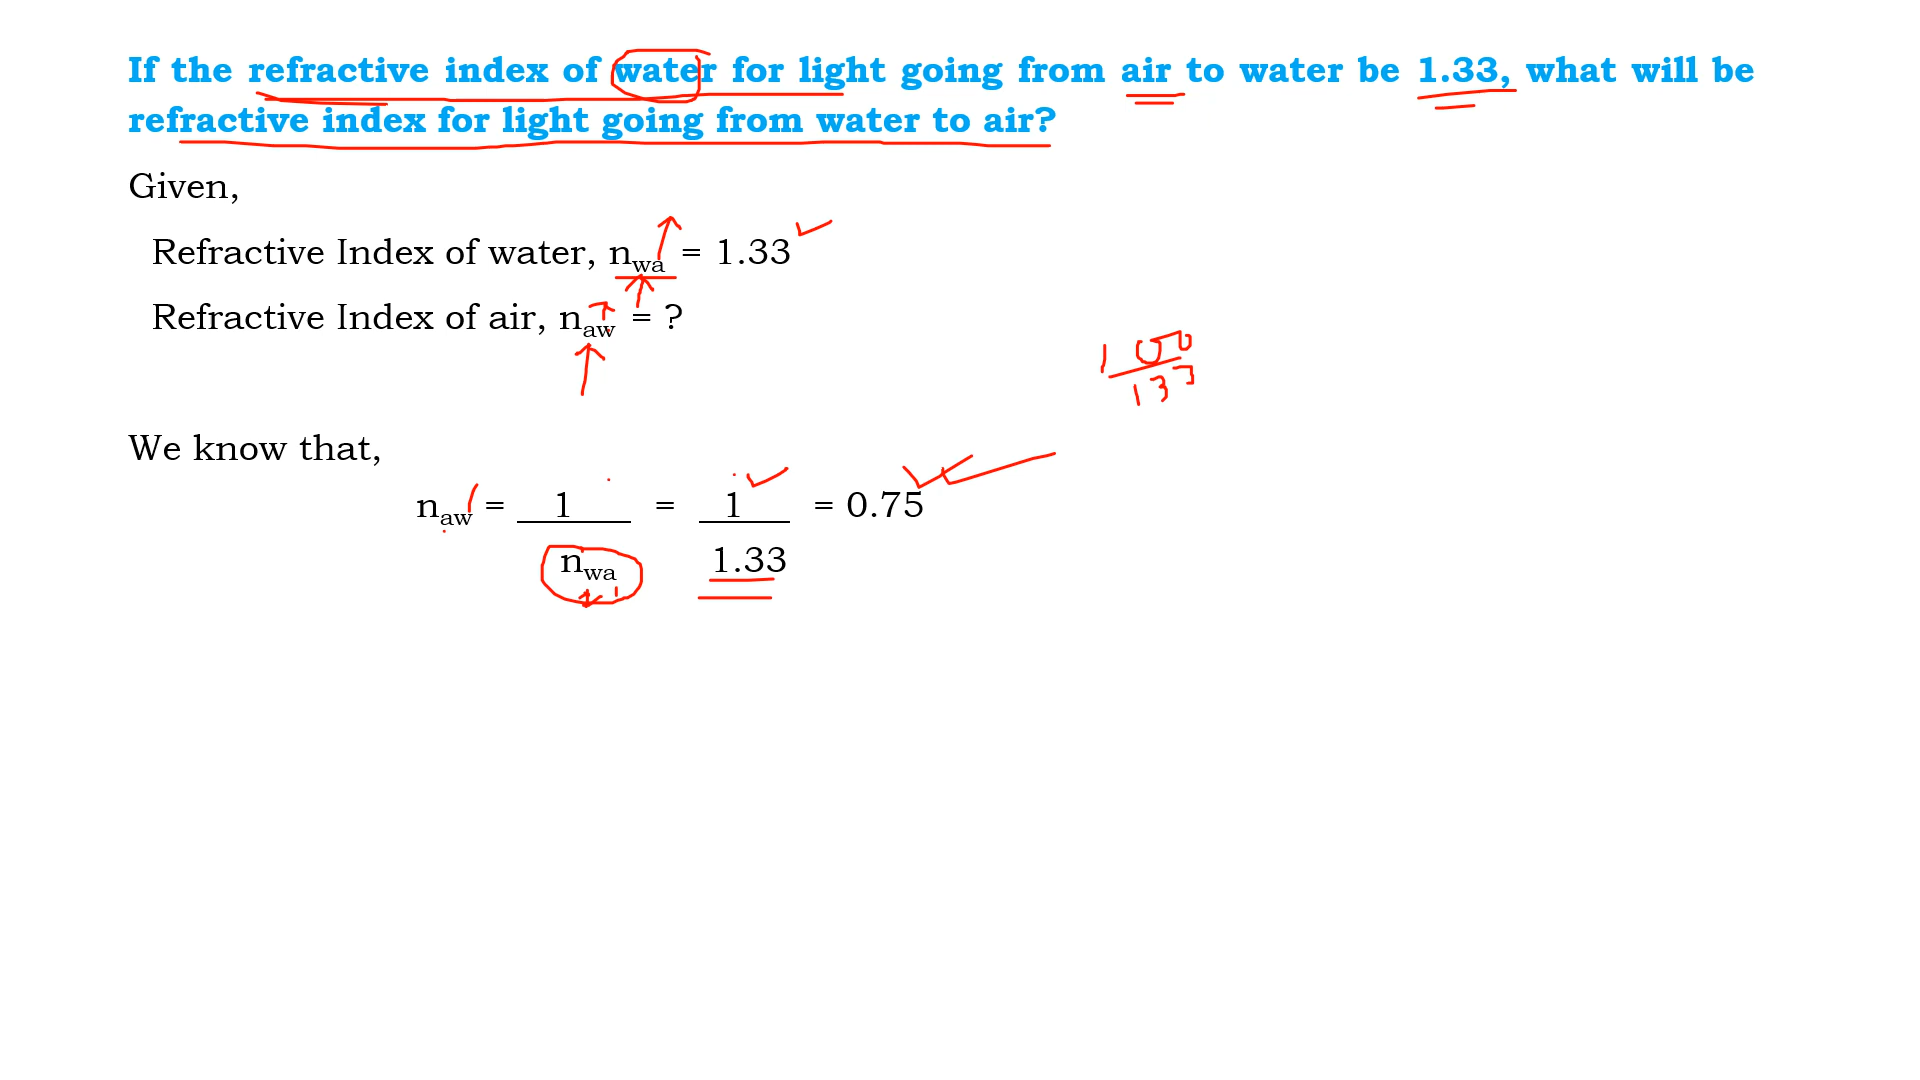 If the refractive index of water for light going from air to water be 1.33, what will be
refractive index for light going from water to air?
Given,
Refractive Index of water, nwa = 1.33
Refractive Index of air, naw = ?
100
133
We know that,
naw = 1 = 1 = 0.75
nwa 1.33